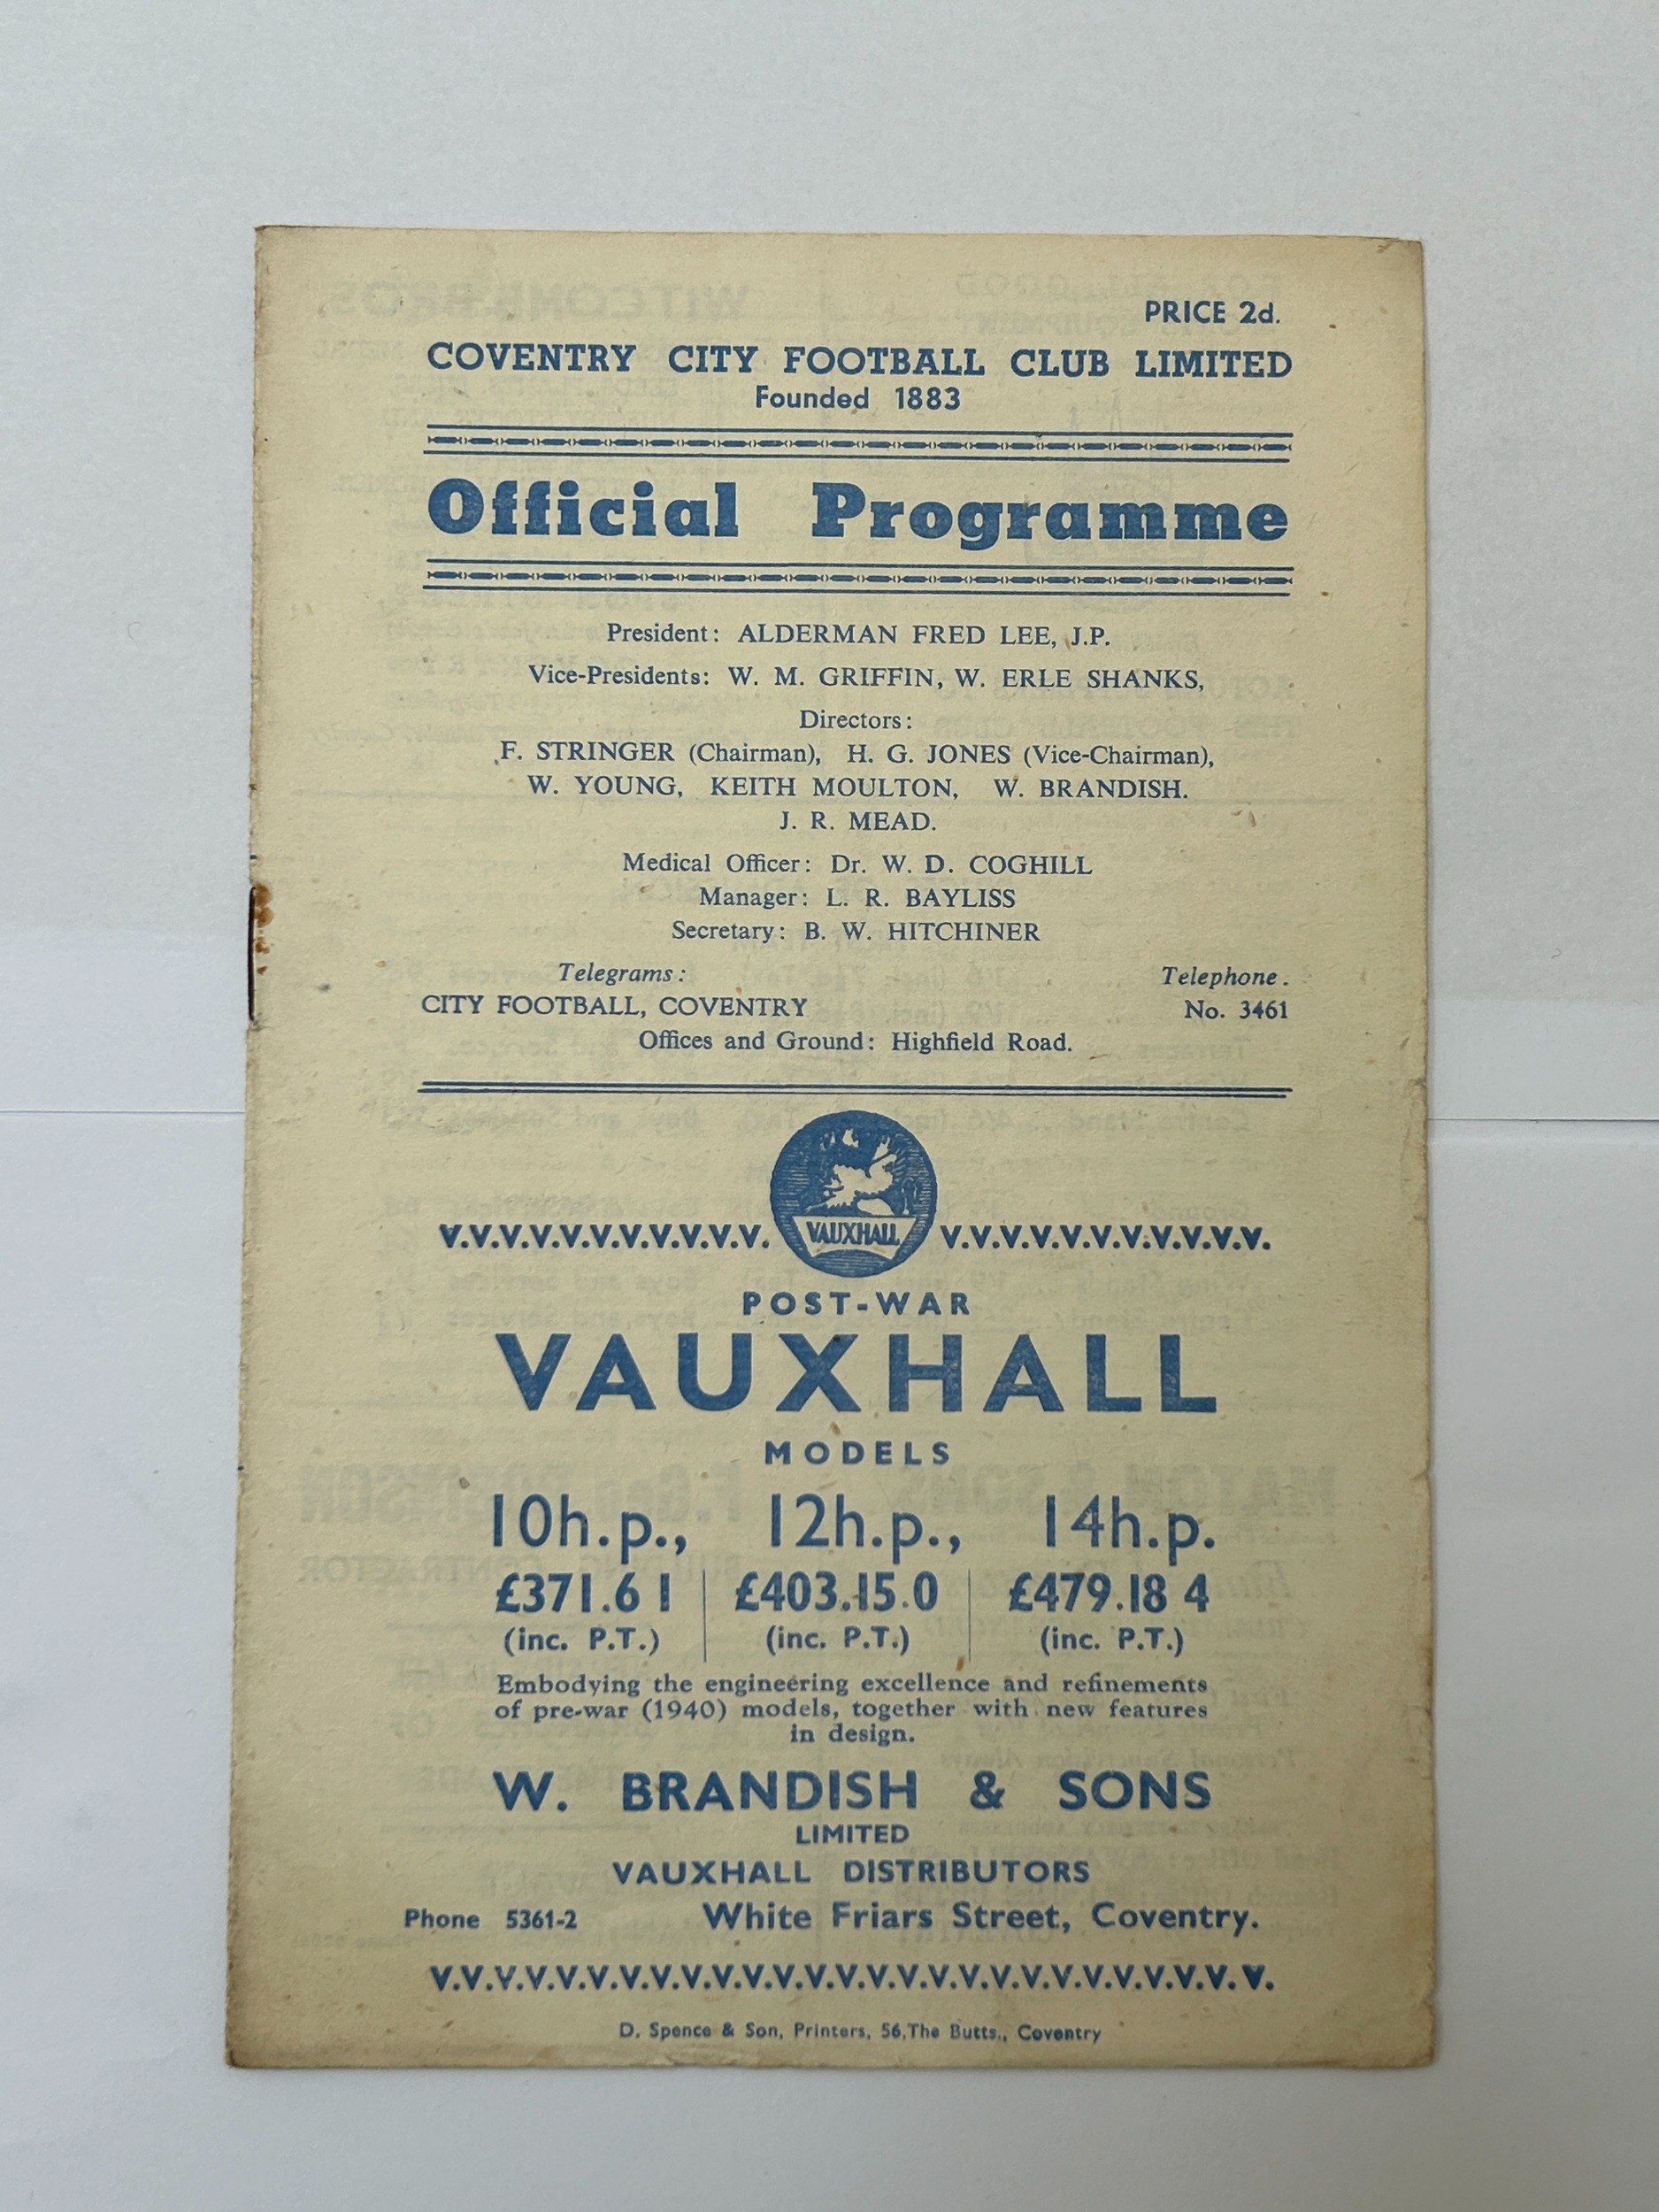 PRICE 2d.
COVENTRY CITY FOOTBALL CLUB LIMITED
Founded 1883
Official Programme
President: ALDERMAN FRED LEE, J.P.
Vice-Presidents: W. M. GRIFFIN, W. ERLE SHANKS,
Directors:
F. STRINGER (Chairman), H. G. JONES (Vice-Chairman),
W. YOUNG, KEITH MOULTON, W. BRANDISH.
J. R. MEAD.
Medical Officer: Dr. W. D. COGHILL
Manager: L. R. BAYLISS
Secretary: B. W. HITCHINER
Telegrams: Telephone.
CITY FOOTBALL, COVENTRY No. 3461
Offices and Ground: Highfield Road.
V.V.V.V.V.V.V.V.V.V.V. VAUXHALL V.V.V.V.V.V.V.V.V.V.V.
POST-WAR
VAUXHALL
MODELS
10h.p., 12h.p., 14h.p.
£371.6 1 £403.15.0 £479.18 4
(inc. P.T.) (inc. P.T.) (inc. P.T.)
Embodying the engineering excellence and refinements
of pre-war (1940) models, together with new features
in design.
W. BRANDISH & SONS
LIMITED
VAUXHALL DISTRIBUTORS
Phone 5361-2 White Friars Street, Coventry.
V.V.V.V.V.V.V.V.V.V.V.V.V.V.V.V.V.V.V.V.V.V.V.V.V.V.V.
D. Spence & Son, Printers, 56,The Butts., Coventry